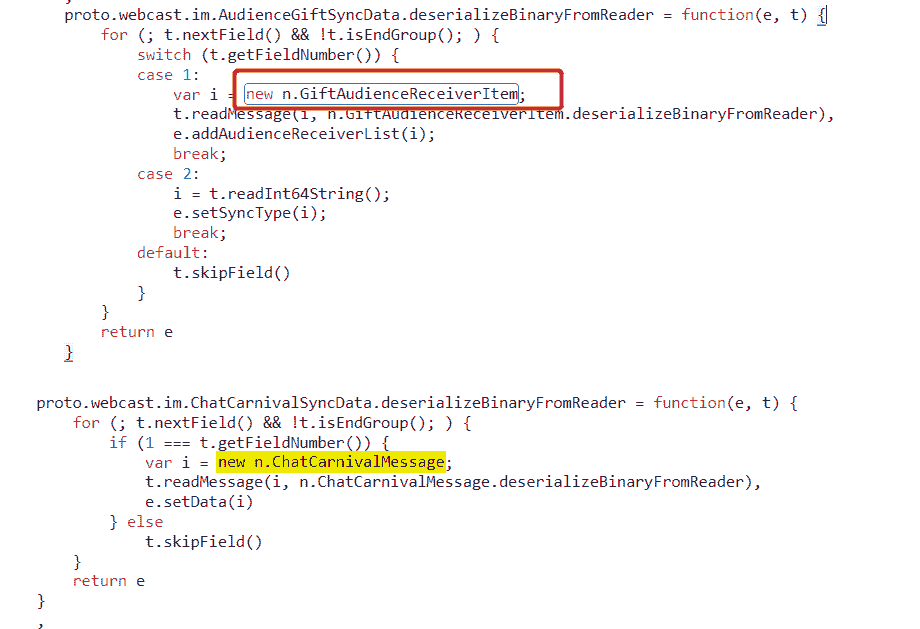 proto.webcast.im.AudienceGiftSyncData.deserializeBinaryFromReader = function(e, t) {
for (; t.nextField() && !t.isEndGroup(); ) {
switch (t.getFieldNumber()) {
case 1:
var i = new n.GiftAudienceReceiverItem;
t.readMessage(i, n.GiftAudienceReceiverItem.deserializeBinaryFromReader),
e.addAudienceReceiverList(i);
break;
case 2:
i = t.readInt64String();
e.setSyncType(i);
break;
default:
t.skipField()
}
}
return e
}
proto.webcast.im.ChatCarnivalSyncData.deserializeBinaryFromReader = function(e, t) {
for (; t.nextField() && !t.isEndGroup(); ) {
if (1 === t.getFieldNumber()) {
var i = new n.ChatCarnivalMessage;
t.readMessage(i, n.ChatCarnivalMessage.deserializeBinaryFromReader),
e.setData(i)
} else
t.skipField()
}
return e
}
,